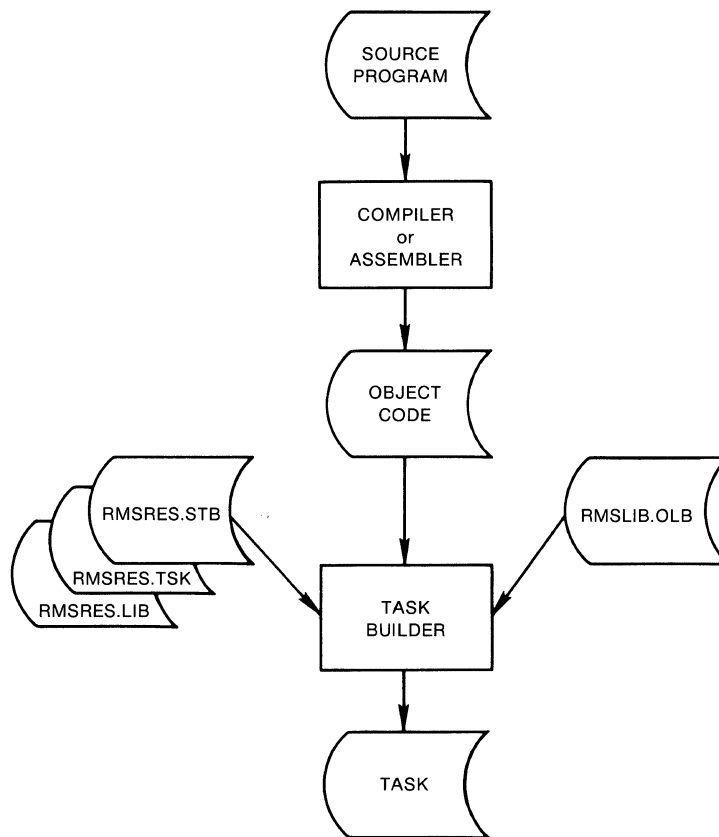 SOURCE
PROGRAM
COMPILER
or
ASSEMBLER
OBJECT
CODE
RMSRES.STB
RMSRES.TSK
RMSRES.LIB
RMSLIB.OLB
TASK
BUILDER
TASK